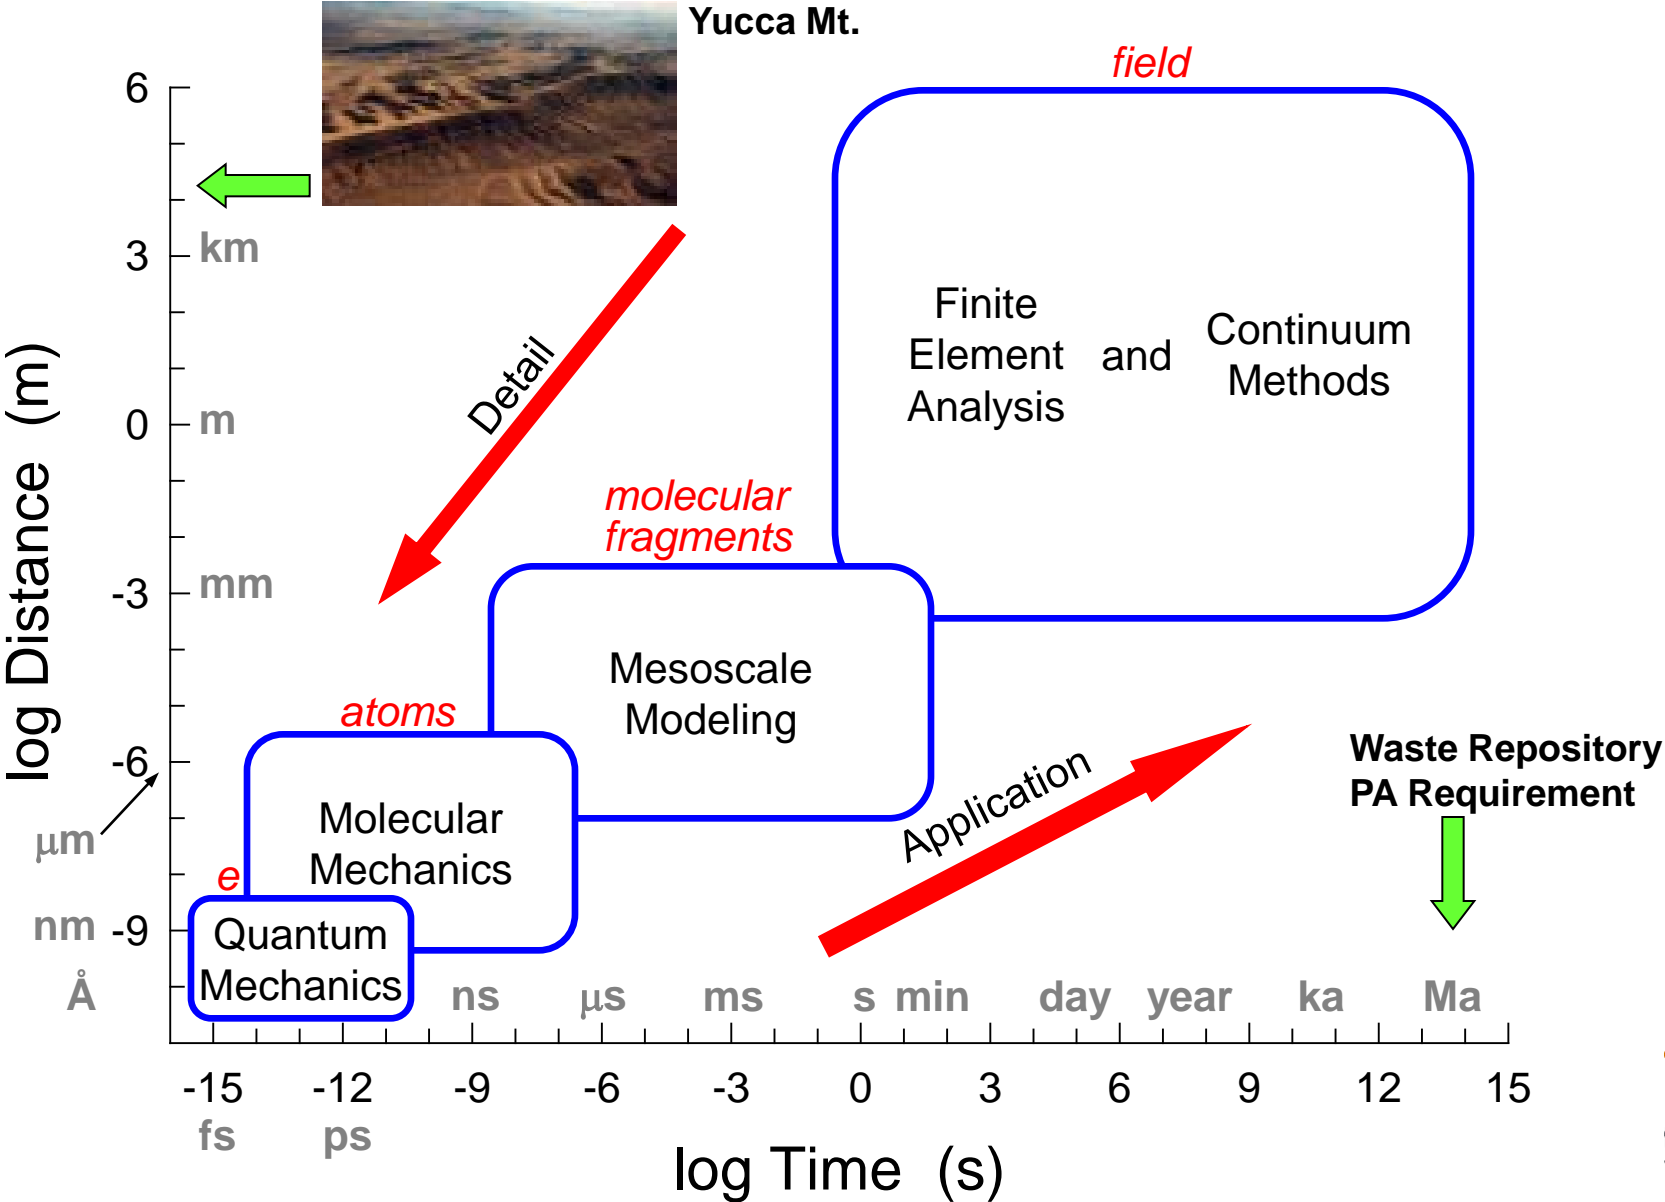 Yucca Mt.
field
6
km
3
Finite
Element
Analysis
and
Continuum
Methods
Detail
m
0
log Distance (m)
molecular
fragments
mm
-3
Mesoscale
Modeling
atoms
-6
μm
Molecular
Mechanics
Application
Waste Repository
PA Requirement
e
nm
-9
Quantum
Mechanics
Å
ns
μs
ms
s
min
day
year
ka
Ma
-15
-12
-9
-6
-3
0
3
6
9
12
15
fs
ps
log Time (s)